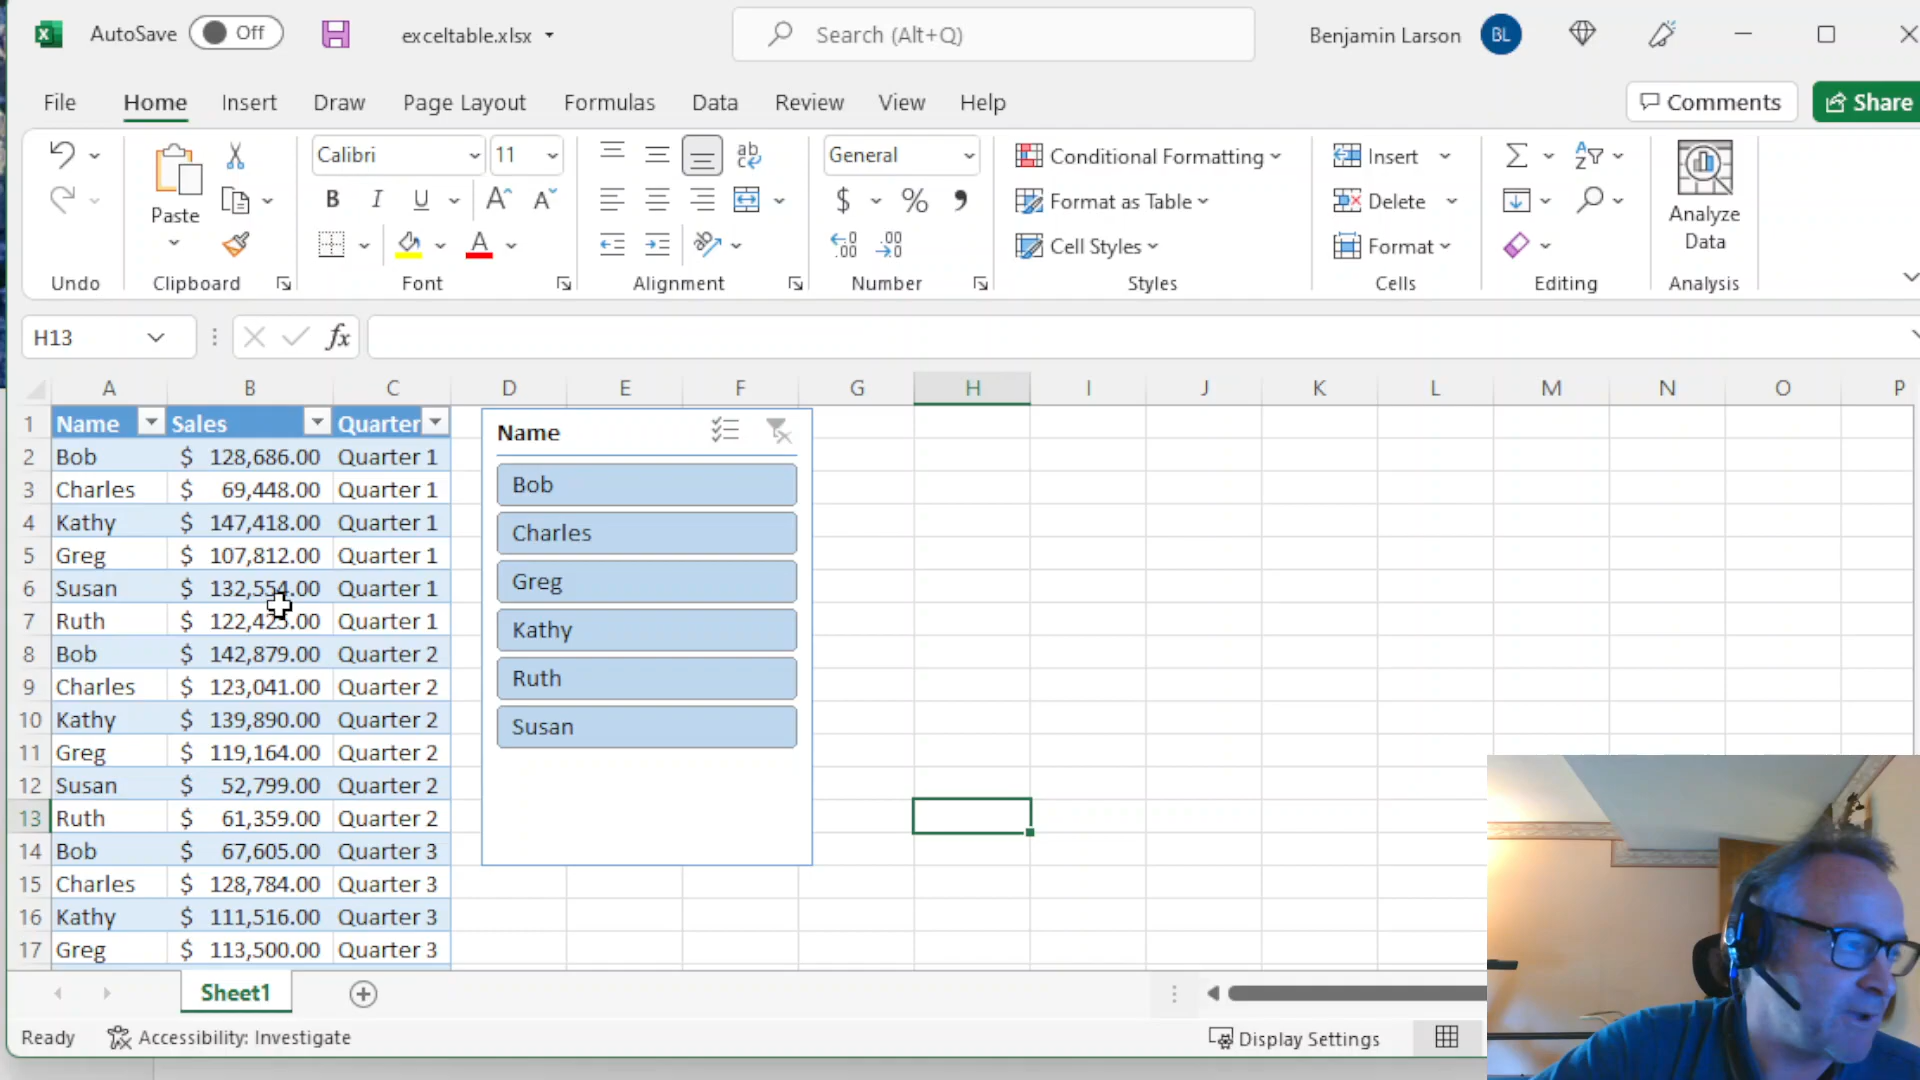 AutoSave Off exceltable.xlsx Search (Alt+Q) Benjamin Larson BL
File Home Insert Draw Page Layout Formulas Data Review View Help Comments Share
Calibri 11 General Conditional Formatting Insert
Paste B I U A A $ % , Format as Table Delete Analyze Data
A Cell Styles Format
Undo Clipboard Font Alignment Number Styles Cells Editing Analysis
H13 fx
A B C D E F G H I J K L M N O P
1 Name Sales Quarter
2 Bob $ 128,686.00 Quarter 1
3 Charles $ 69,448.00 Quarter 1
4 Kathy $ 147,418.00 Quarter 1
5 Greg $ 107,812.00 Quarter 1
6 Susan $ 132,554.00 Quarter 1
7 Ruth $ Quarter 1
8 Bob $ 142,879.00 Quarter 2
9 Charles $ 123,041.00 Quarter 2
10 Kathy $ 139,890.00 Quarter 2
11 Greg $ 119,164.00 Quarter 2
12 Susan $ 52,799.00 Quarter 2
13 Ruth $ 61,359.00 Quarter 2
14 Bob $ 67,605.00 Quarter 3
15 Charles $ 128,784.00 Quarter 3
16 Kathy $ 111,516.00 Quarter 3
17 Greg $ 113,500.00 Quarter 3
Name
Bob
Charles
Greg
Kathy
Ruth
Susan
Sheet1
Ready Accessibility: Investigate Display Settings